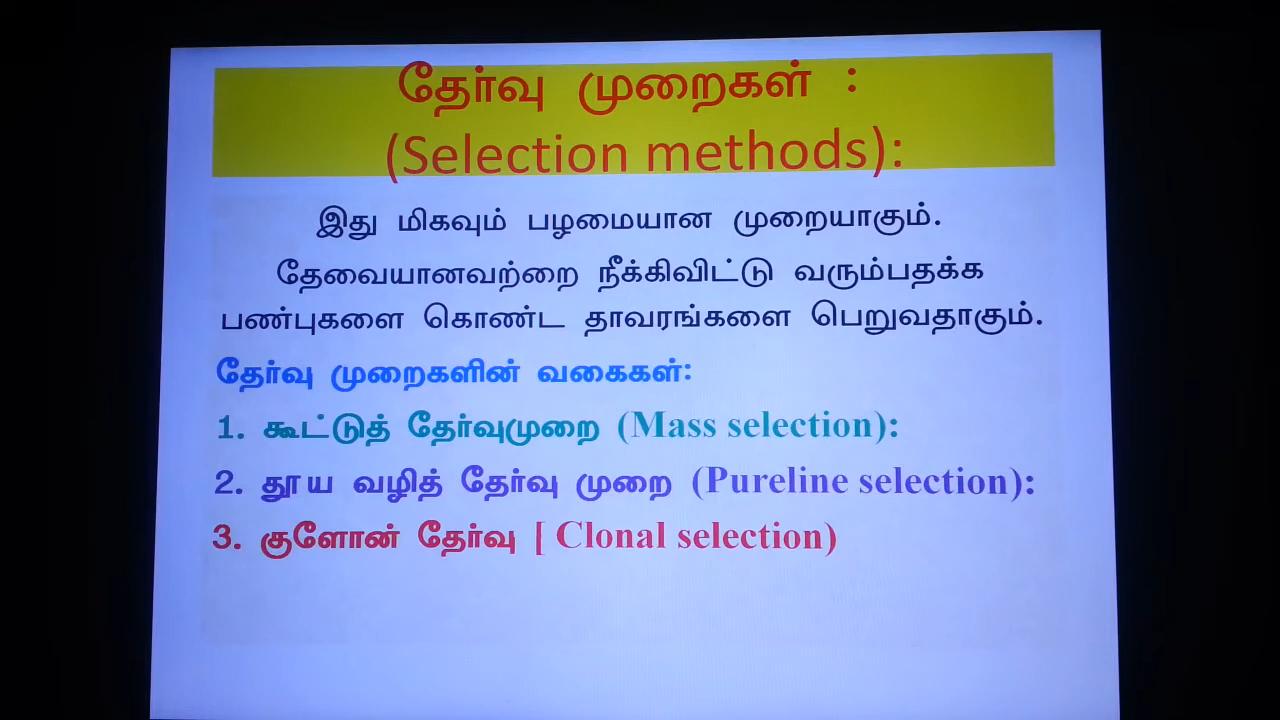 தேர்வு முறைகள் :
(Selection methods):
இது மிகவும் பழமையான முறையாகும்.
தேவையானவற்றை நீக்கிவிட்டு வரும்பதக்க
பண்புகளை கொண்ட தாவரங்களை பெறுவதாகும்.
தேர்வு முறைகளின் வகைகள்:
1. கூட்டுத் தேர்வுமுறை (Mass selection):
2. தூய வழித் தேர்வு முறை (Pureline selection):
3. குளோன் தேர்வு [ Clonal selection)